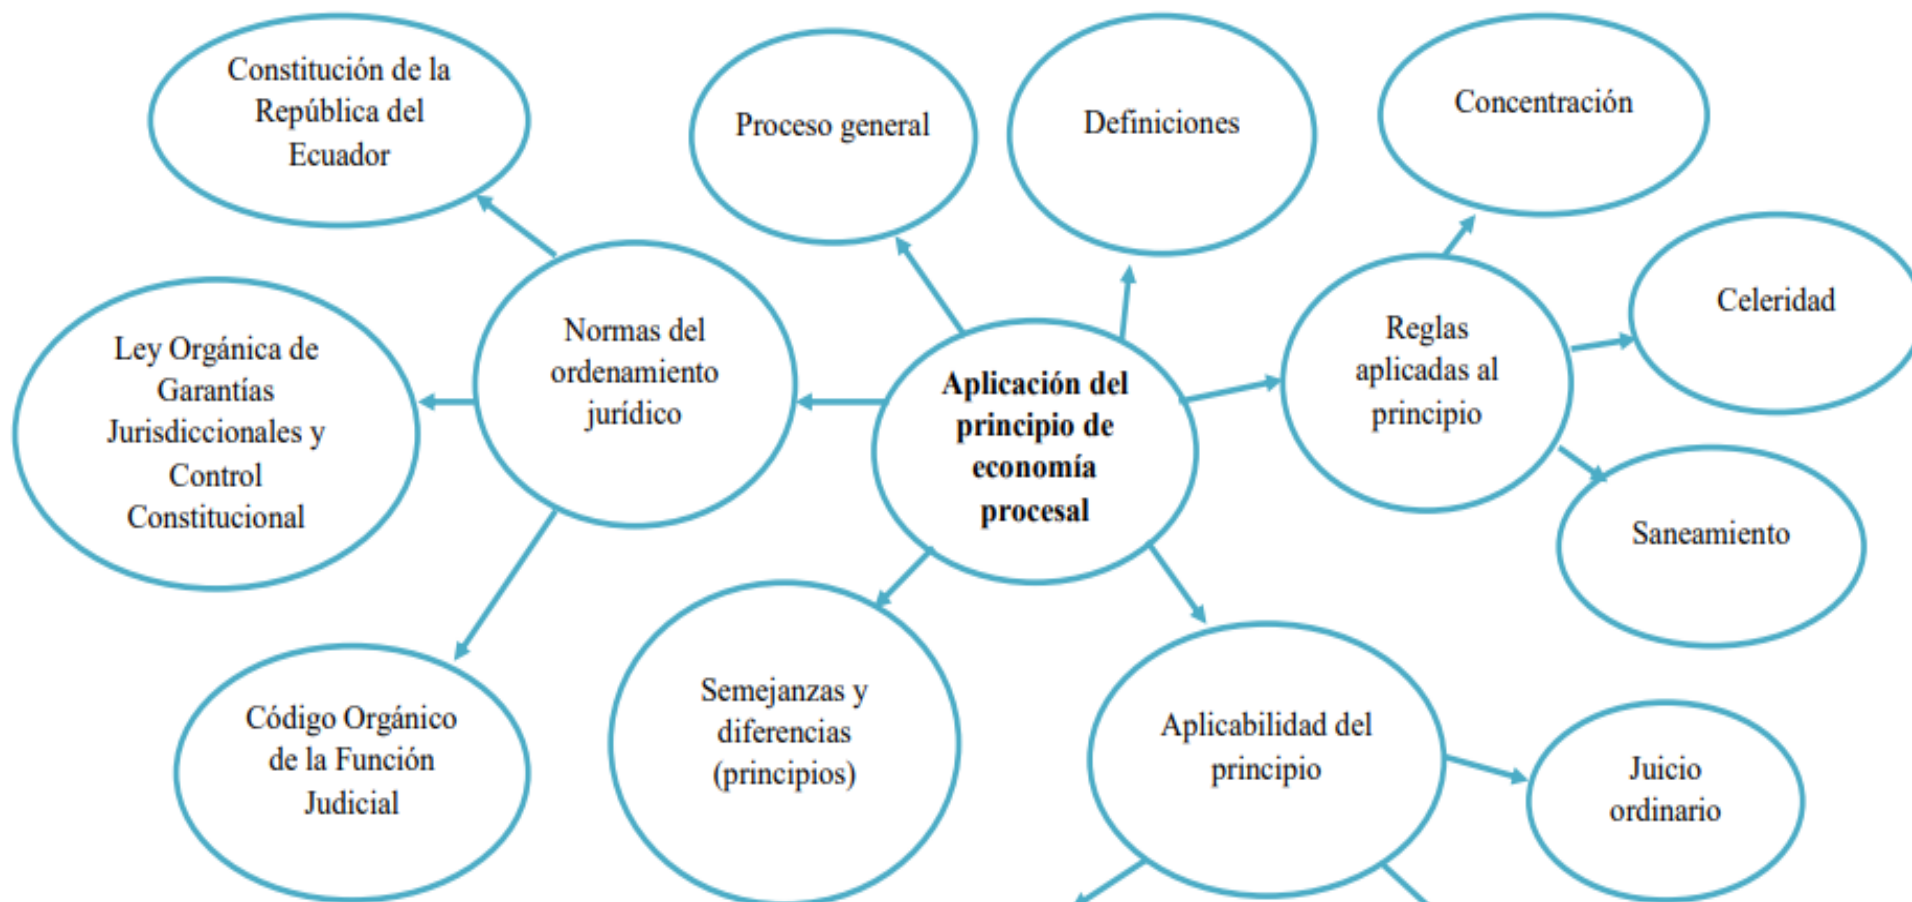 Constitución de la
República del
Ecuador
Proceso general
Definiciones
Concentración
Celeridad
Normas del
ordenamiento
jurídico
Reglas
aplicadas al
principio
Ley Orgánica de
Garantías
Jurisdiccionales y
Control
Constitucional
Aplicación del
principio de
economía
procesal
Saneamiento
Código Orgánico
de la Función
Judicial
Semejanzas y
diferencias
(principios)
Aplicabilidad del
principio
Juicio
ordinario